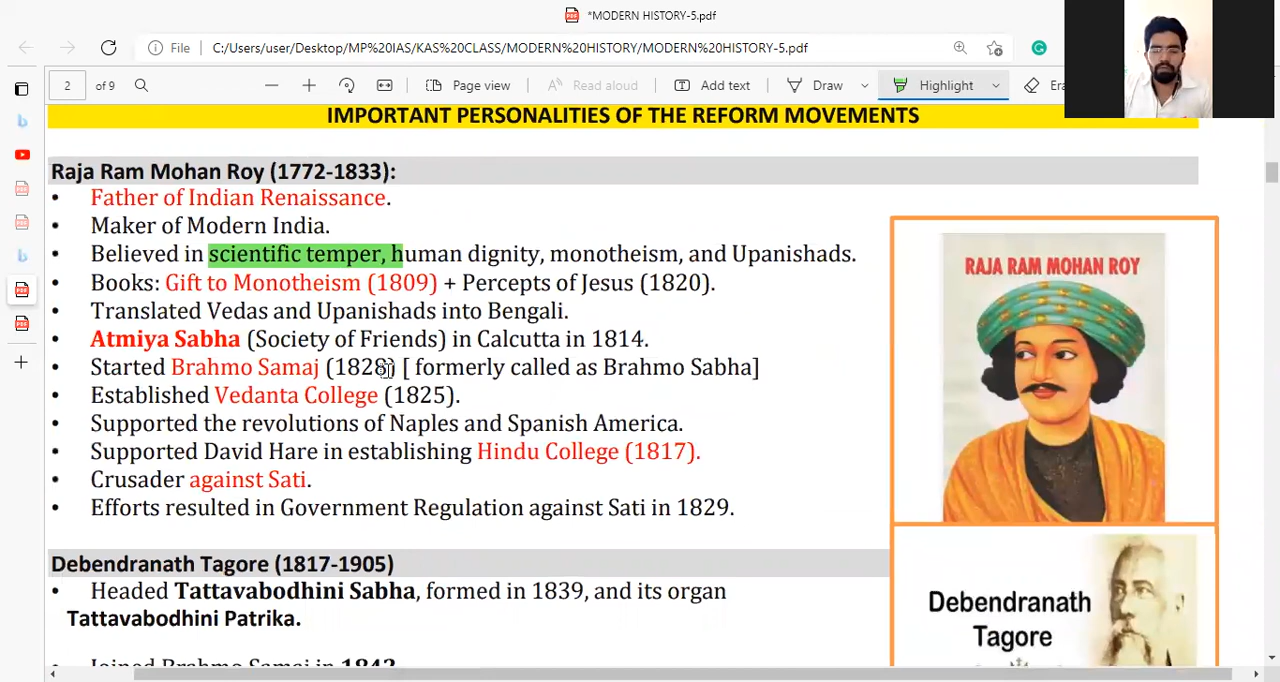 *MODERN HISTORY-5.pdf
File C:/Users/user/Desktop/MP%20IAS/KAS%20CLASS/MODERN%20HISTORY/MODERN%20HISTORY-5.pdf
2 of 9 Page view Read aloud Add text Draw Highlight Era
IMPORTANT PERSONALITIES OF THE REFORM MOVEMENTS
Raja Ram Mohan Roy (1772-1833):
• Father of Indian Renaissance.
• Maker of Modern India.
• Believed in scientific temper, human dignity, monotheism, and Upanishads.
• Books: Gift to Monotheism (1809) + Percepts of Jesus (1820).
• Translated Vedas and Upanishads into Bengali.
• Atmiya Sabha (Society of Friends) in Calcutta in 1814.
• Started Brahmo Samaj (1828) [ formerly called as Brahmo Sabha]
• Established Vedanta College (1825).
• Supported the revolutions of Naples and Spanish America.
• Supported David Hare in establishing Hindu College (1817).
• Crusader against Sati.
• Efforts resulted in Government Regulation against Sati in 1829.
RAJA RAM MOHAN ROY
Debendranath Tagore (1817-1905)
• Headed Tattavabodhini Sabha, formed in 1839, and its organ
Tattavabodhini Patrika.
• Joined Brahmo Samaj in 1842
Debendranath
Tagore